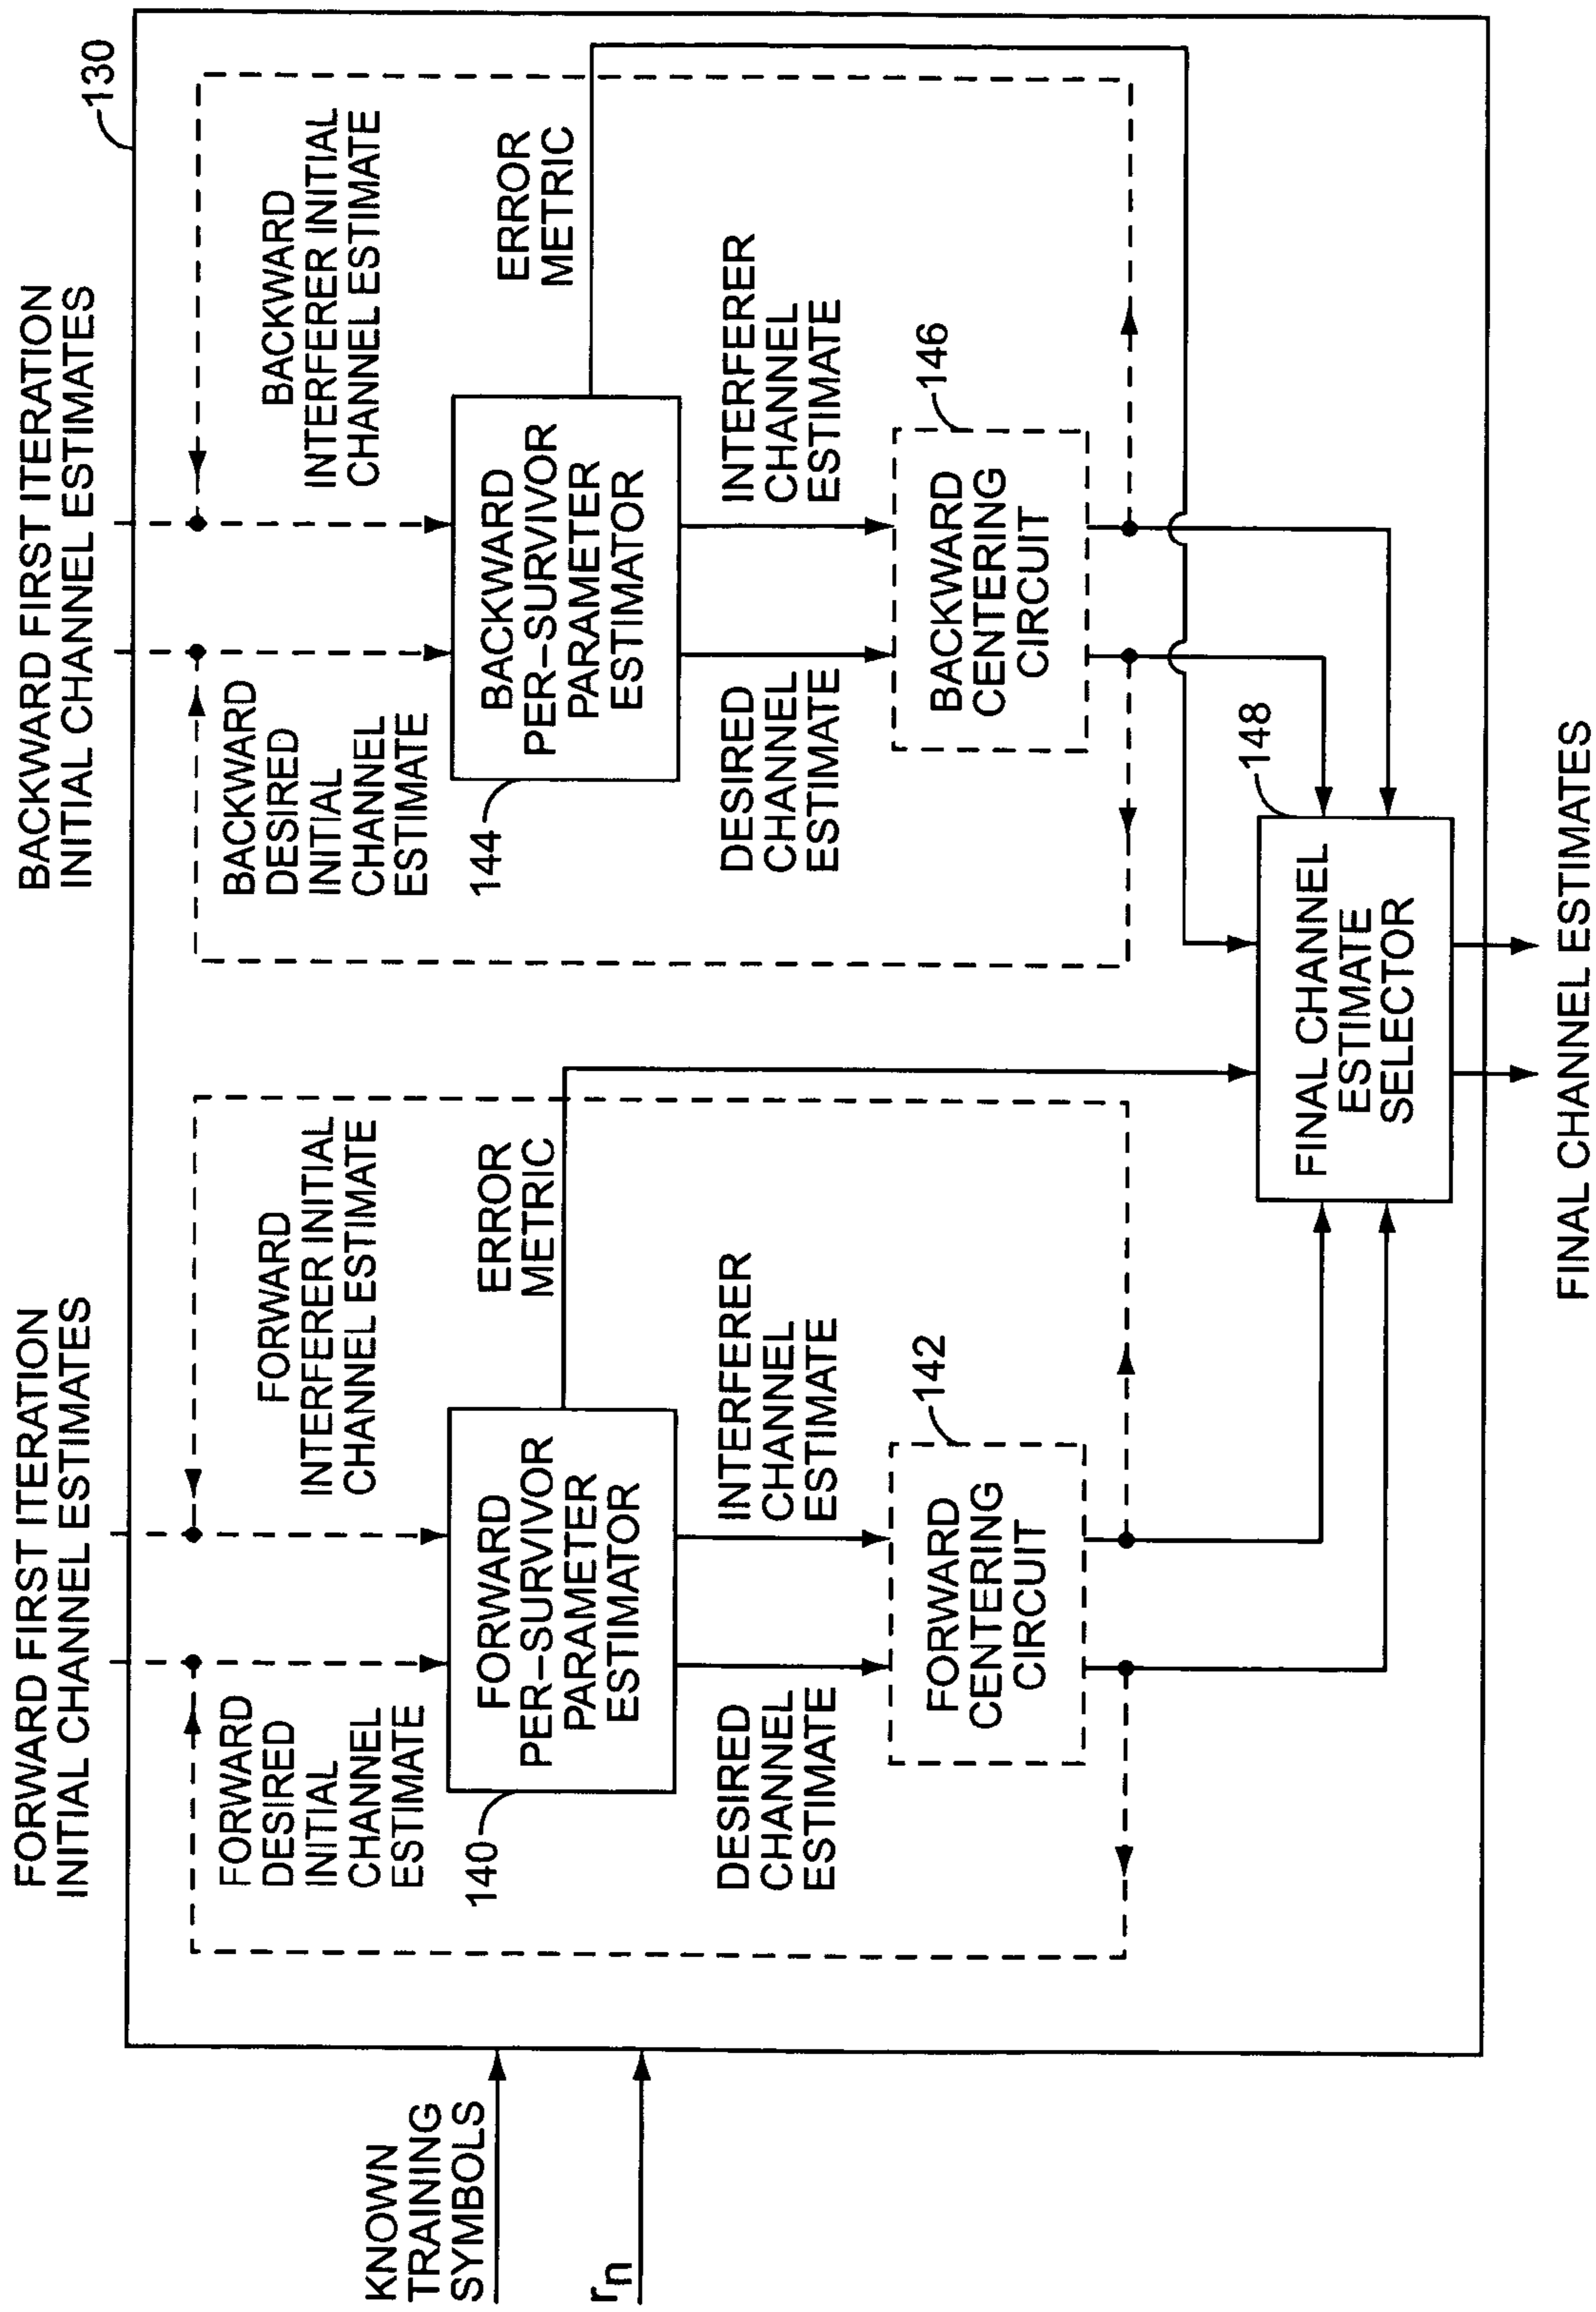 FORWARD FIRST ITERATION
INITIAL CHANNEL ESTIMATES
BACKWARD FIRST ITERATION
INITIAL CHANNEL ESTIMATES
130
KNOWN
TRAINING
SYMBOLS
rn
FORWARD
DESIRED
INITIAL
CHANNEL
ESTIMATE
FORWARD
INTERFERER INITIAL
CHANNEL ESTIMATE
140
FORWARD
PER-SURVIVOR
PARAMETER
ESTIMATOR
ERROR
METRIC
DESIRED
CHANNEL
ESTIMATE
INTERFERER
CHANNEL
ESTIMATE
142
FORWARD
CENTERING
CIRCUIT
BACKWARD
DESIRED
INITIAL
CHANNEL
ESTIMATE
BACKWARD
INTERFERER INITIAL
CHANNEL ESTIMATE
144
BACKWARD
PER-SURVIVOR
PARAMETER
ESTIMATOR
ERROR
METRIC
DESIRED
CHANNEL
ESTIMATE
INTERFERER
CHANNEL
ESTIMATE
146
BACKWARD
CENTERING
CIRCUIT
148
FINAL CHANNEL
ESTIMATE
SELECTOR
FINAL CHANNEL ESTIMATES